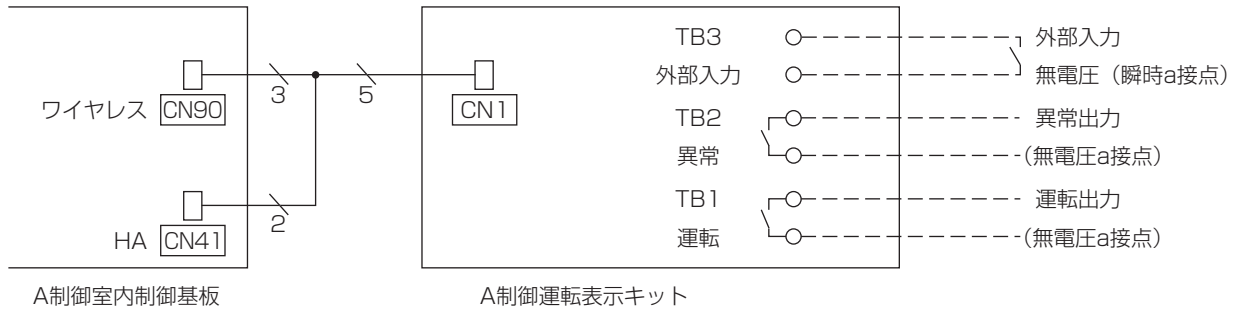 TB3
外部入力
外部入力
無電圧（瞬時a接点）
3
5
ワイヤレス CN90
CN1
TB2
異常出力
異常
(無電圧a接点)
TB1
運転出力
2
HA CN41
運転
(無電圧a接点)
A制御室内制御基板
A制御運転表示キット